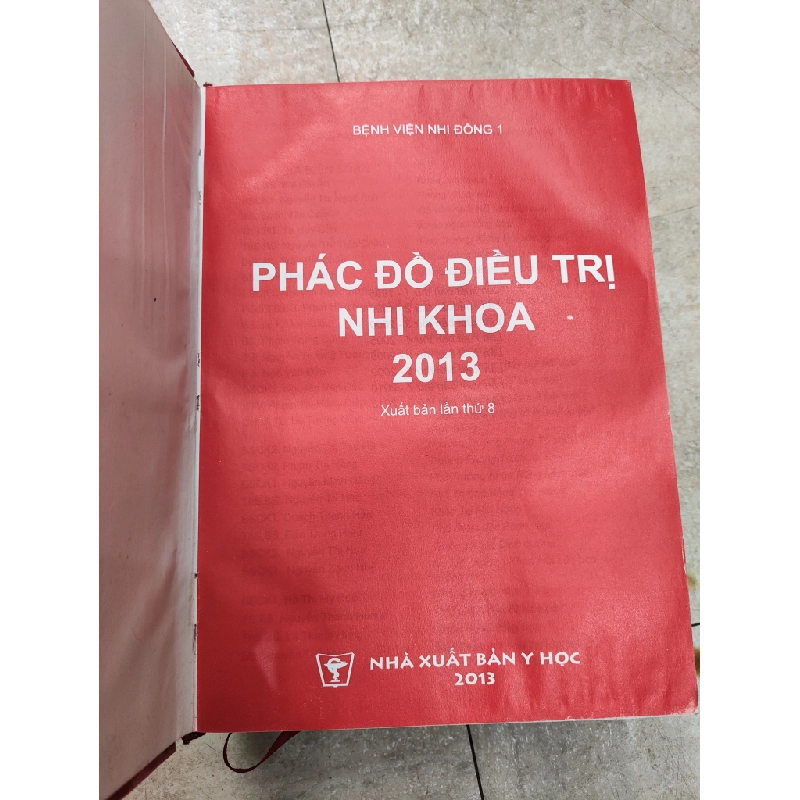 BỆNH VIỆN NHI ĐỒNG 1
PHÁC ĐỒ ĐIỀU TRỊ
NHI KHOA
2013
Xuất bản lần thứ 8
NHÀ XUẤT BẢN Y HỌC
2013